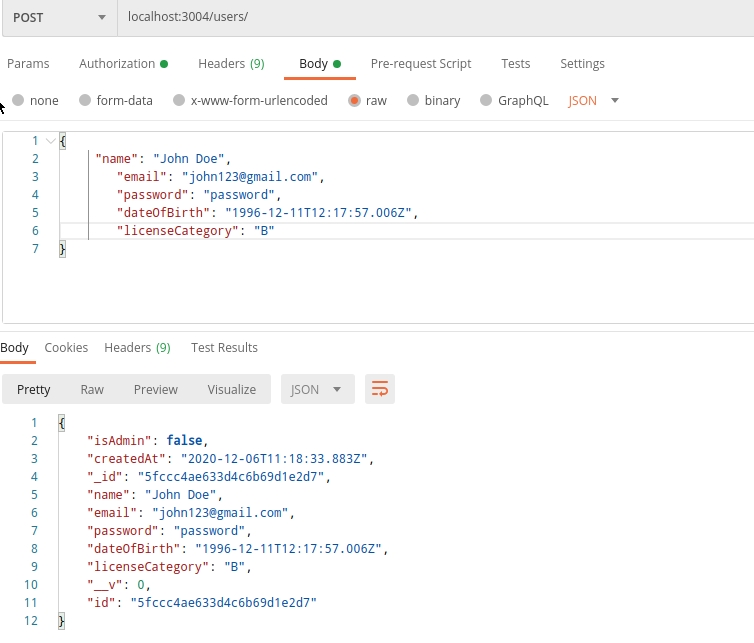 POST localhost:3004/users/
Params Authorization Headers (9) Body Pre-request Script Tests Settings
none form-data x-www-form-urlencoded raw binary GraphQL JSON
1 {
2 "name": "John Doe",
3 "email": "john123@gmail.com",
4 "password": "password",
5 "dateOfBirth": "1996-12-11T12:17:57.006Z",
6 "licenseCategory": "B"
7 }
Body Cookies Headers (9) Test Results
Pretty Raw Preview Visualize JSON
1 {
2 "isAdmin": false,
3 "createdAt": "2020-12-06T11:18:33.883Z",
4 "_id": "5fccc4ae633d4c6b69d1e2d7",
5 "name": "John Doe",
6 "email": "john123@gmail.com",
7 "password": "password",
8 "dateOfBirth": "1996-12-11T12:17:57.006Z",
9 "licenseCategory": "B",
10 "__v": 0,
11 "id": "5fccc4ae633d4c6b69d1e2d7"
12 }